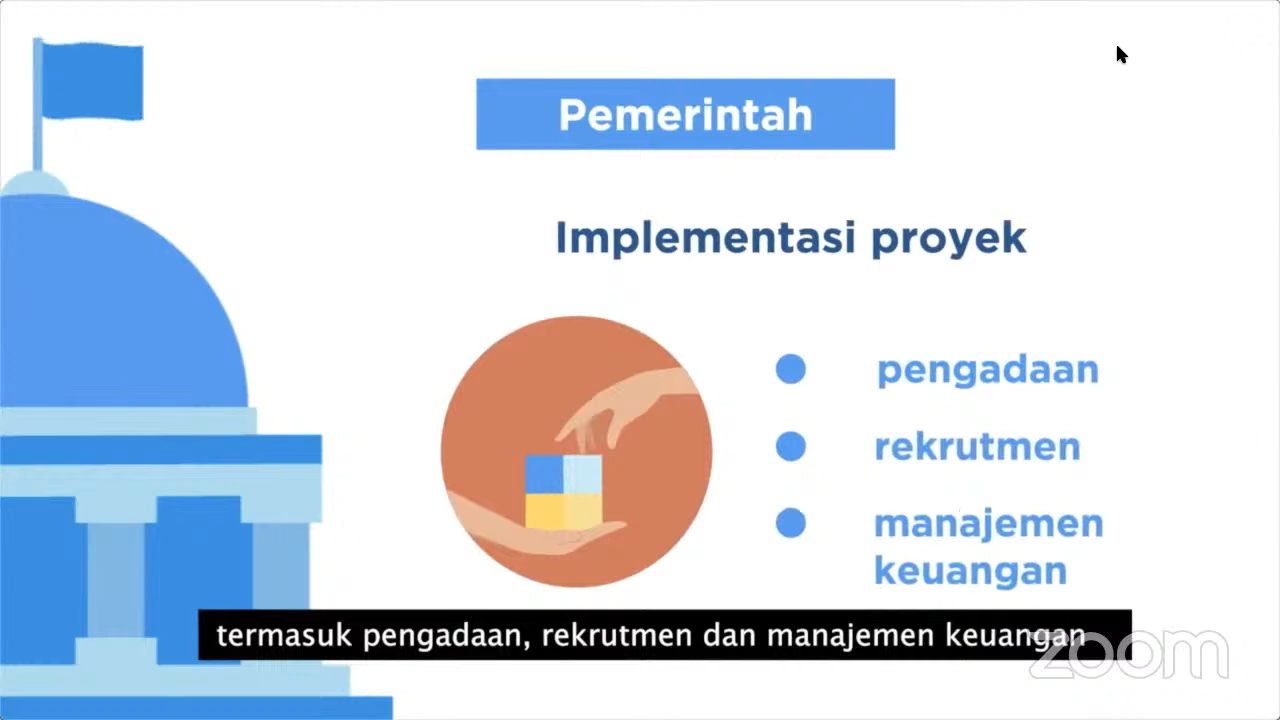 Pemerintah
Implementasi proyek
pengadaan
rekrutmen
manajemen
keuangan
termasuk pengadaan, rekrutmen dan manajemen keuangan
zoom